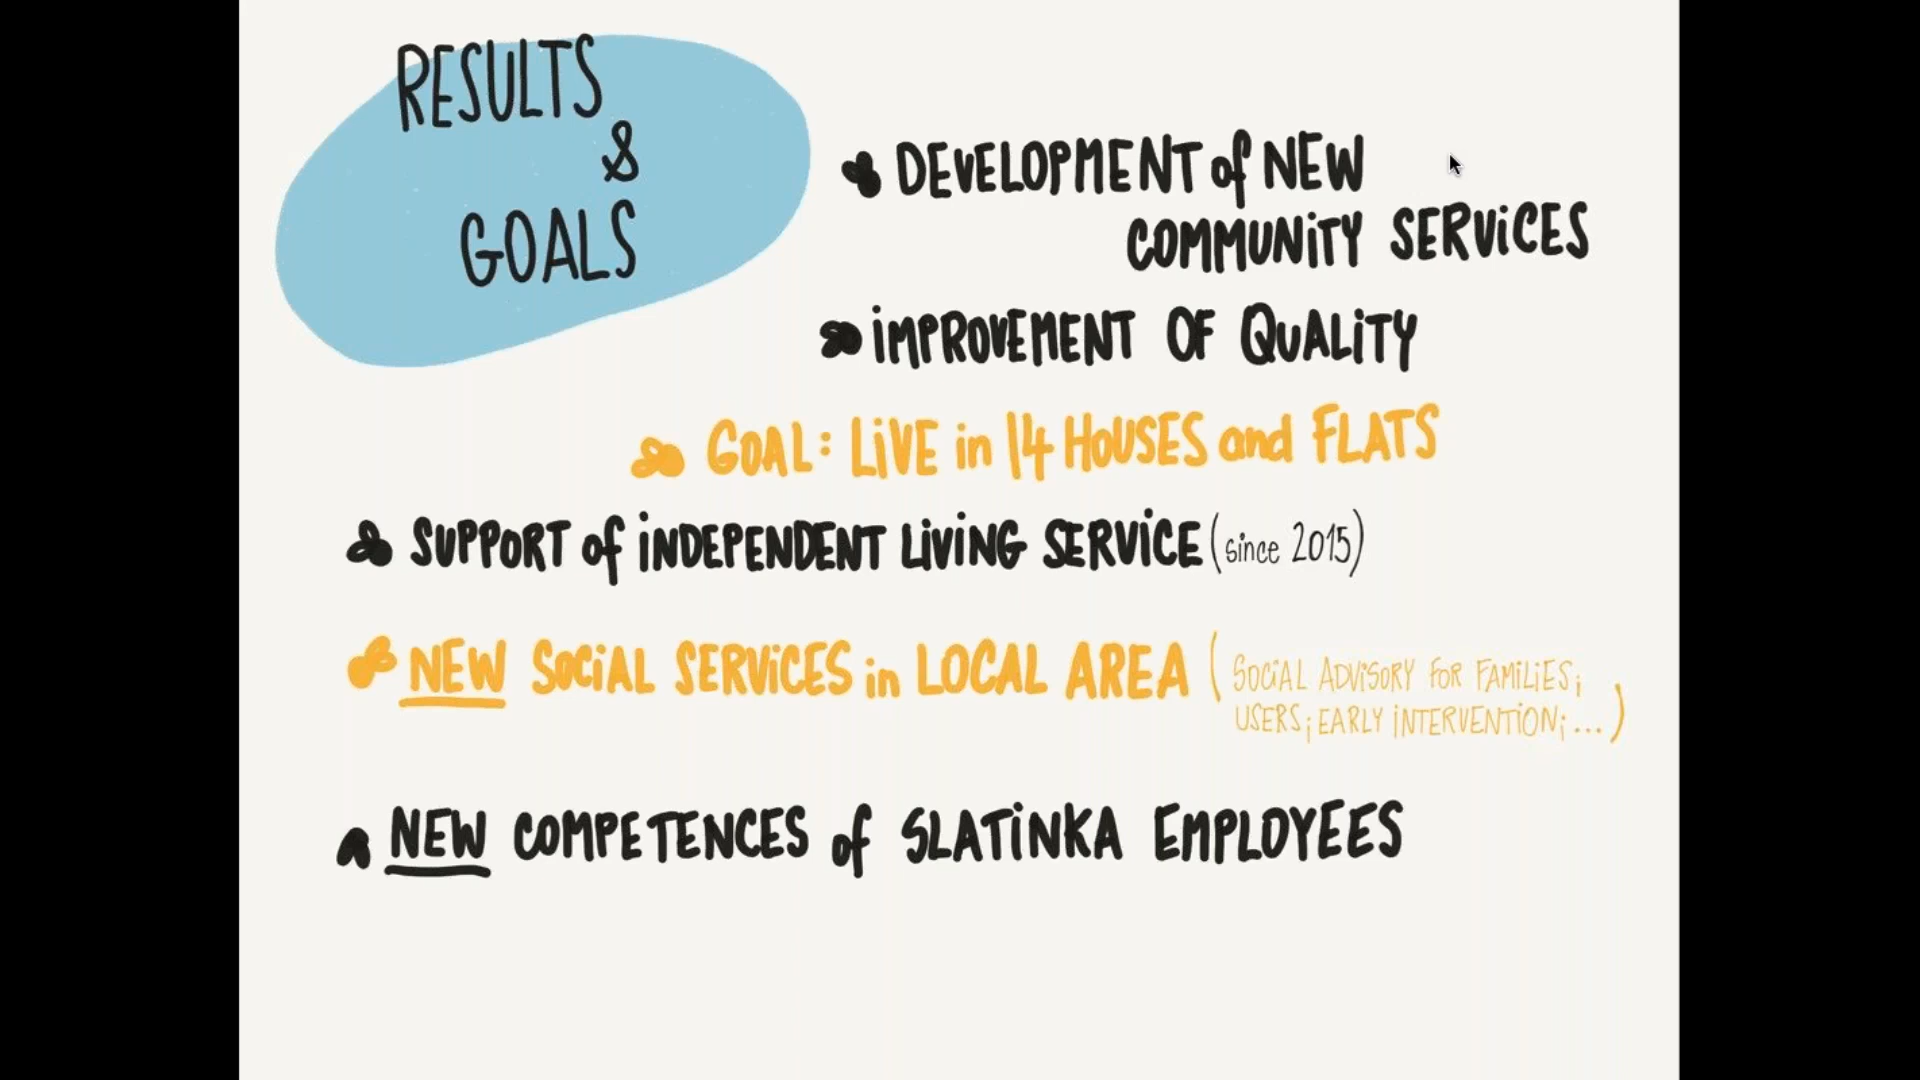 RESULTS
&
GOALS
DEVELOPMENT of NEW
COMMUNITY SERVICES
IMPROVEMENT OF QUALITY
GOAL: LIVE in 14 HOUSES and FLATS
SUPPORT of INDEPENDENT LIVING SERVICE (since 2015)
NEW SOCIAL SERVICES in LOCAL AREA (SOCIAL ADVISORY FOR FAMILIES;
USERS; EARLY INTERVENTION; ...)
NEW COMPETENCES of SLATINKA EMPLOYEES